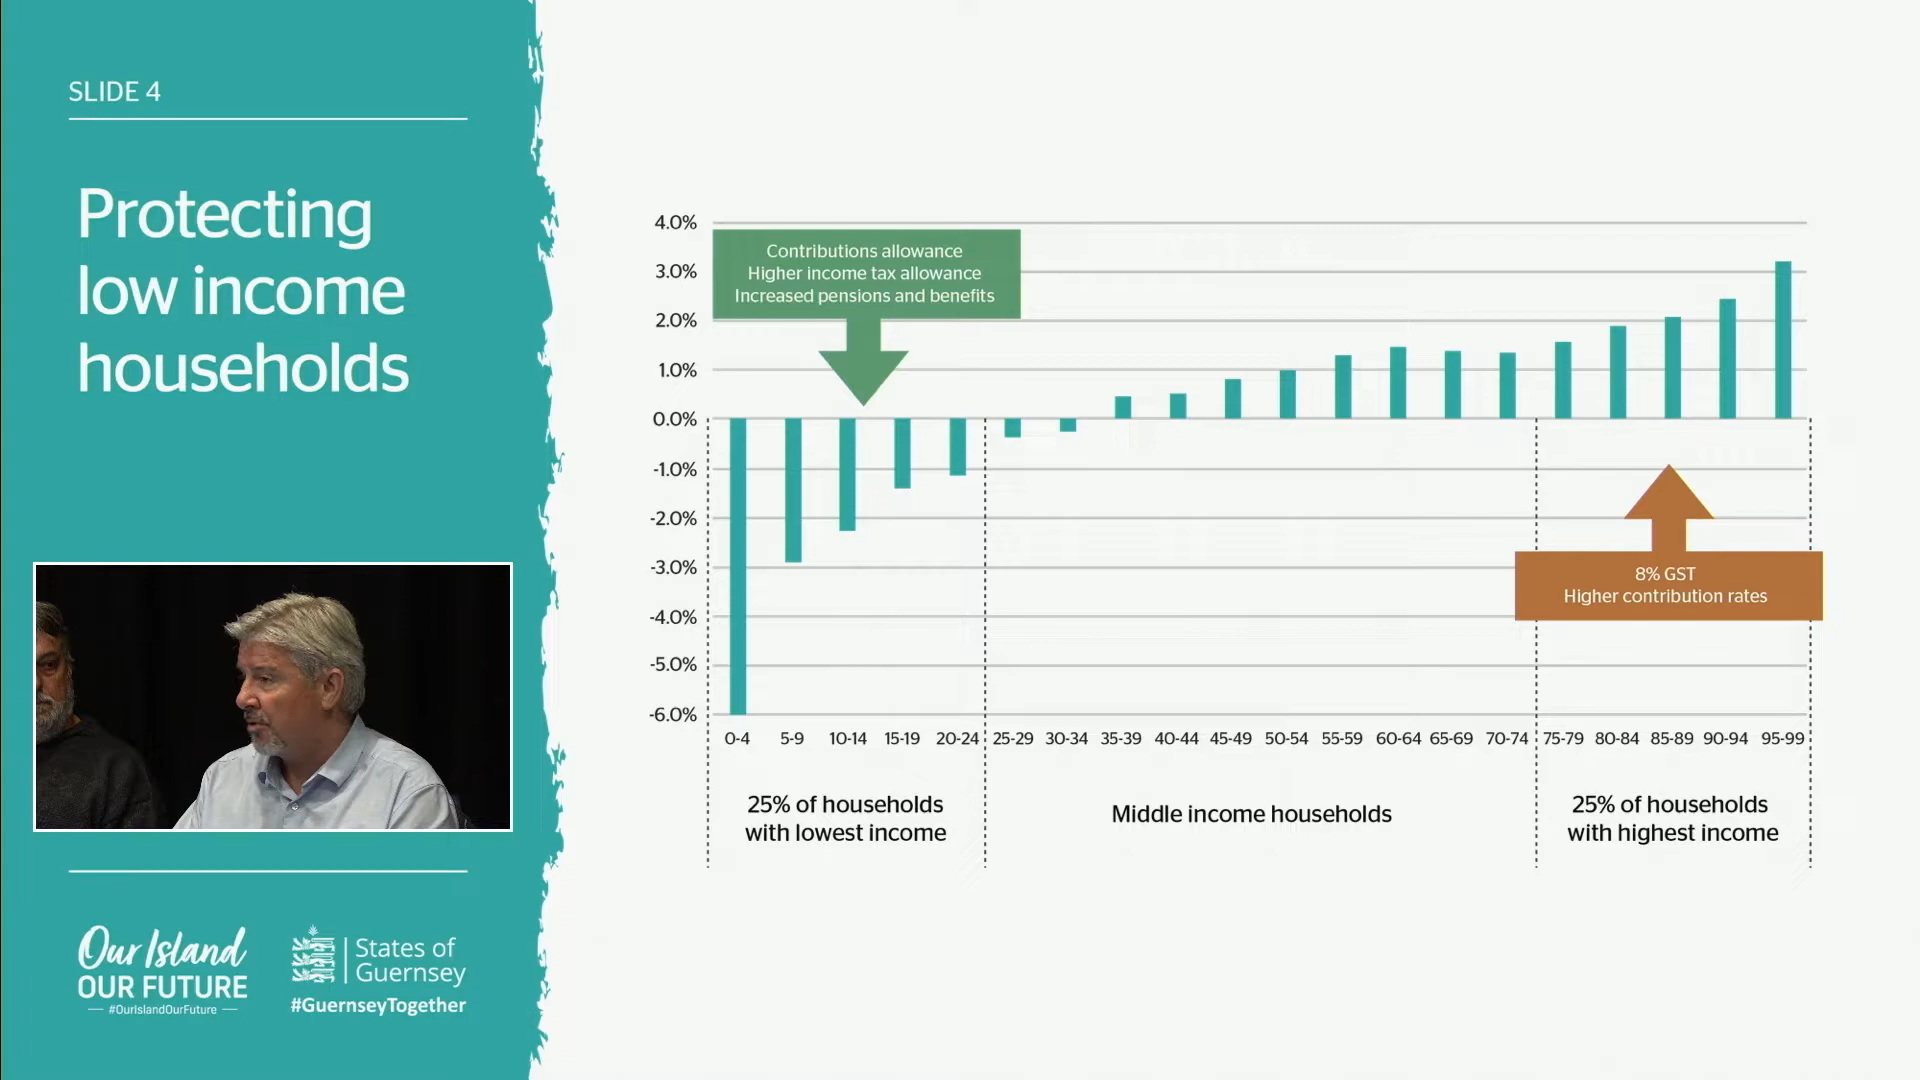 SLIDE 4
Protecting
low income
households
4.0%
3.0%
2.0%
1.0%
0.0%
-1.0%
-2.0%
-3.0%
-4.0%
-5.0%
-6.0%
Contributions allowance
Higher income tax allowance
Increased pensions and benefits
8% GST
Higher contribution rates
0-4 5-9 10-14 15-19 20-24 25-29 30-34 35-39 40-44 45-49 50-54 55-59 60-64 65-69 70-74 75-79 80-84 85-89 90-94 95-99
25% of households
with lowest income
Middle income households
25% of households
with highest income
Our Island
OUR FUTURE
#OurIslandOurFuture
States of
Guernsey
#GuernseyTogether